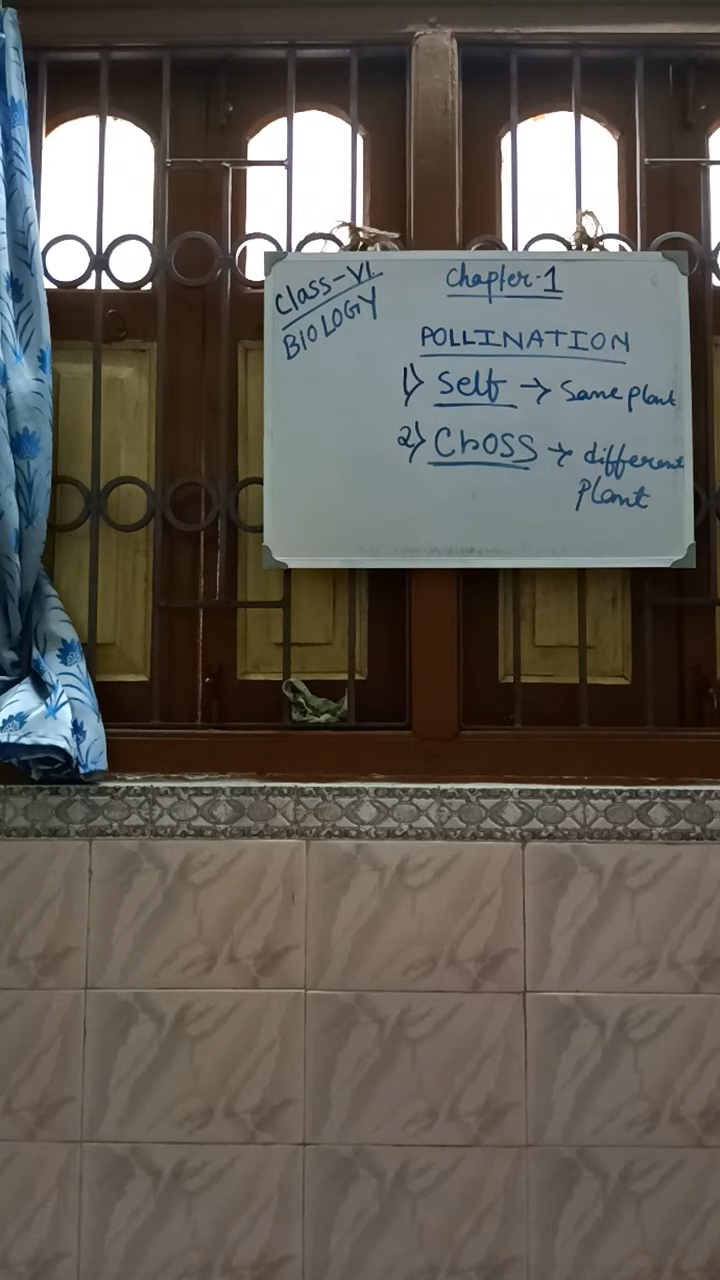 Class-VI
BIOLOGY
Chapter-1
POLLINATION
1) Self → Same plant
2) Cross → different
plant